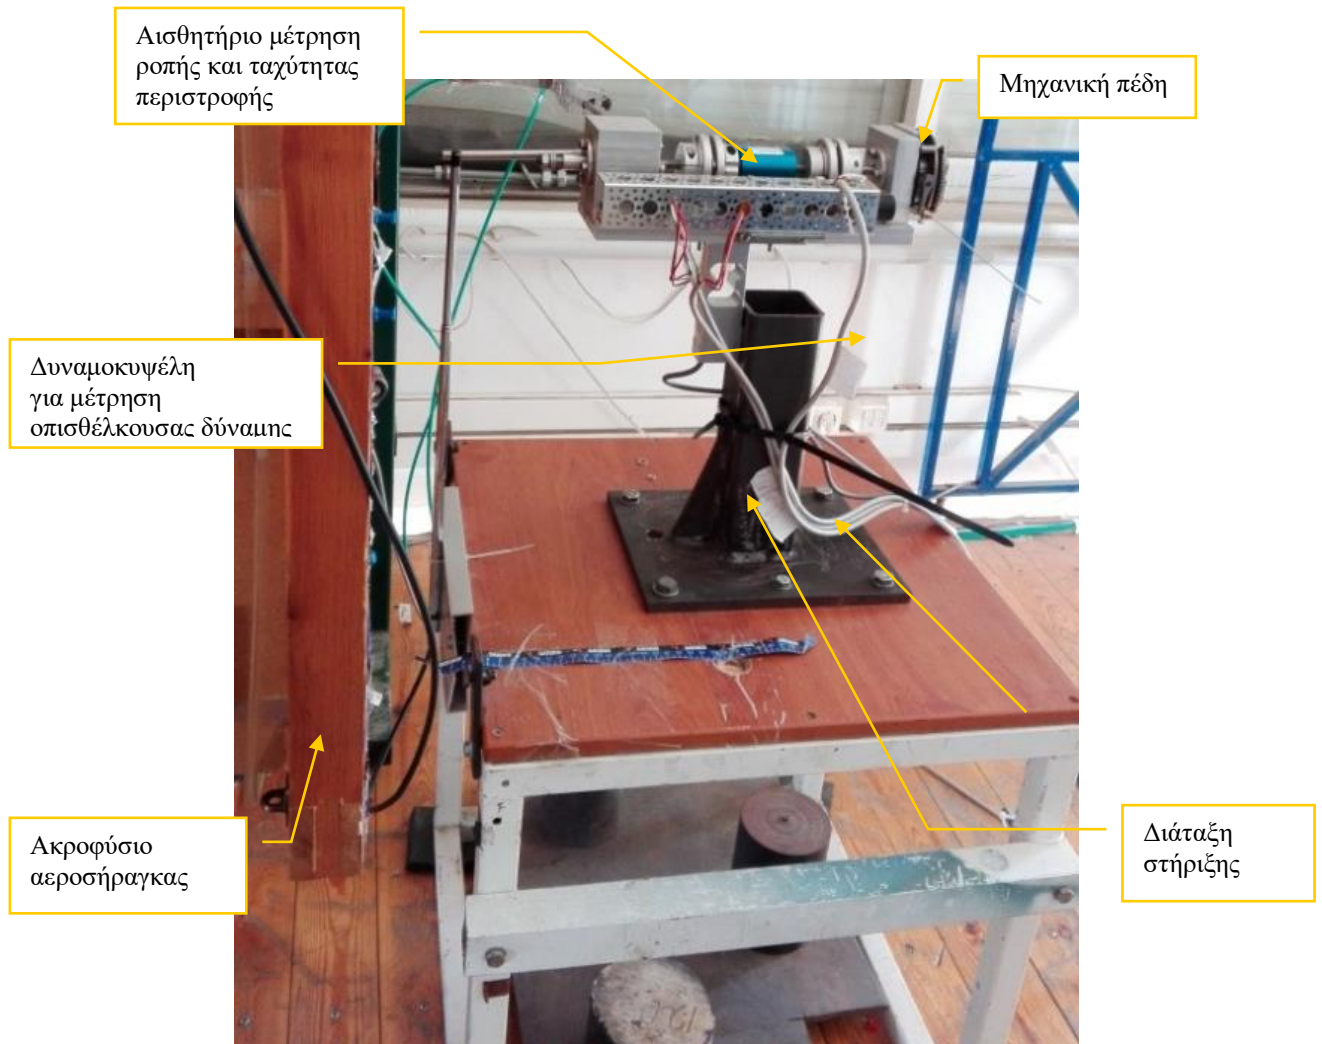 Αισθητήριο μέτρηση
ροπής και ταχύτητας
περιστροφής
Μηχανική πέδη
Δυναμοκυψέλη
για μέτρηση
οπισθέλκουσας δύναμης
Ακροφύσιο
αεροσήραγκας
Διάταξη
στήριξης